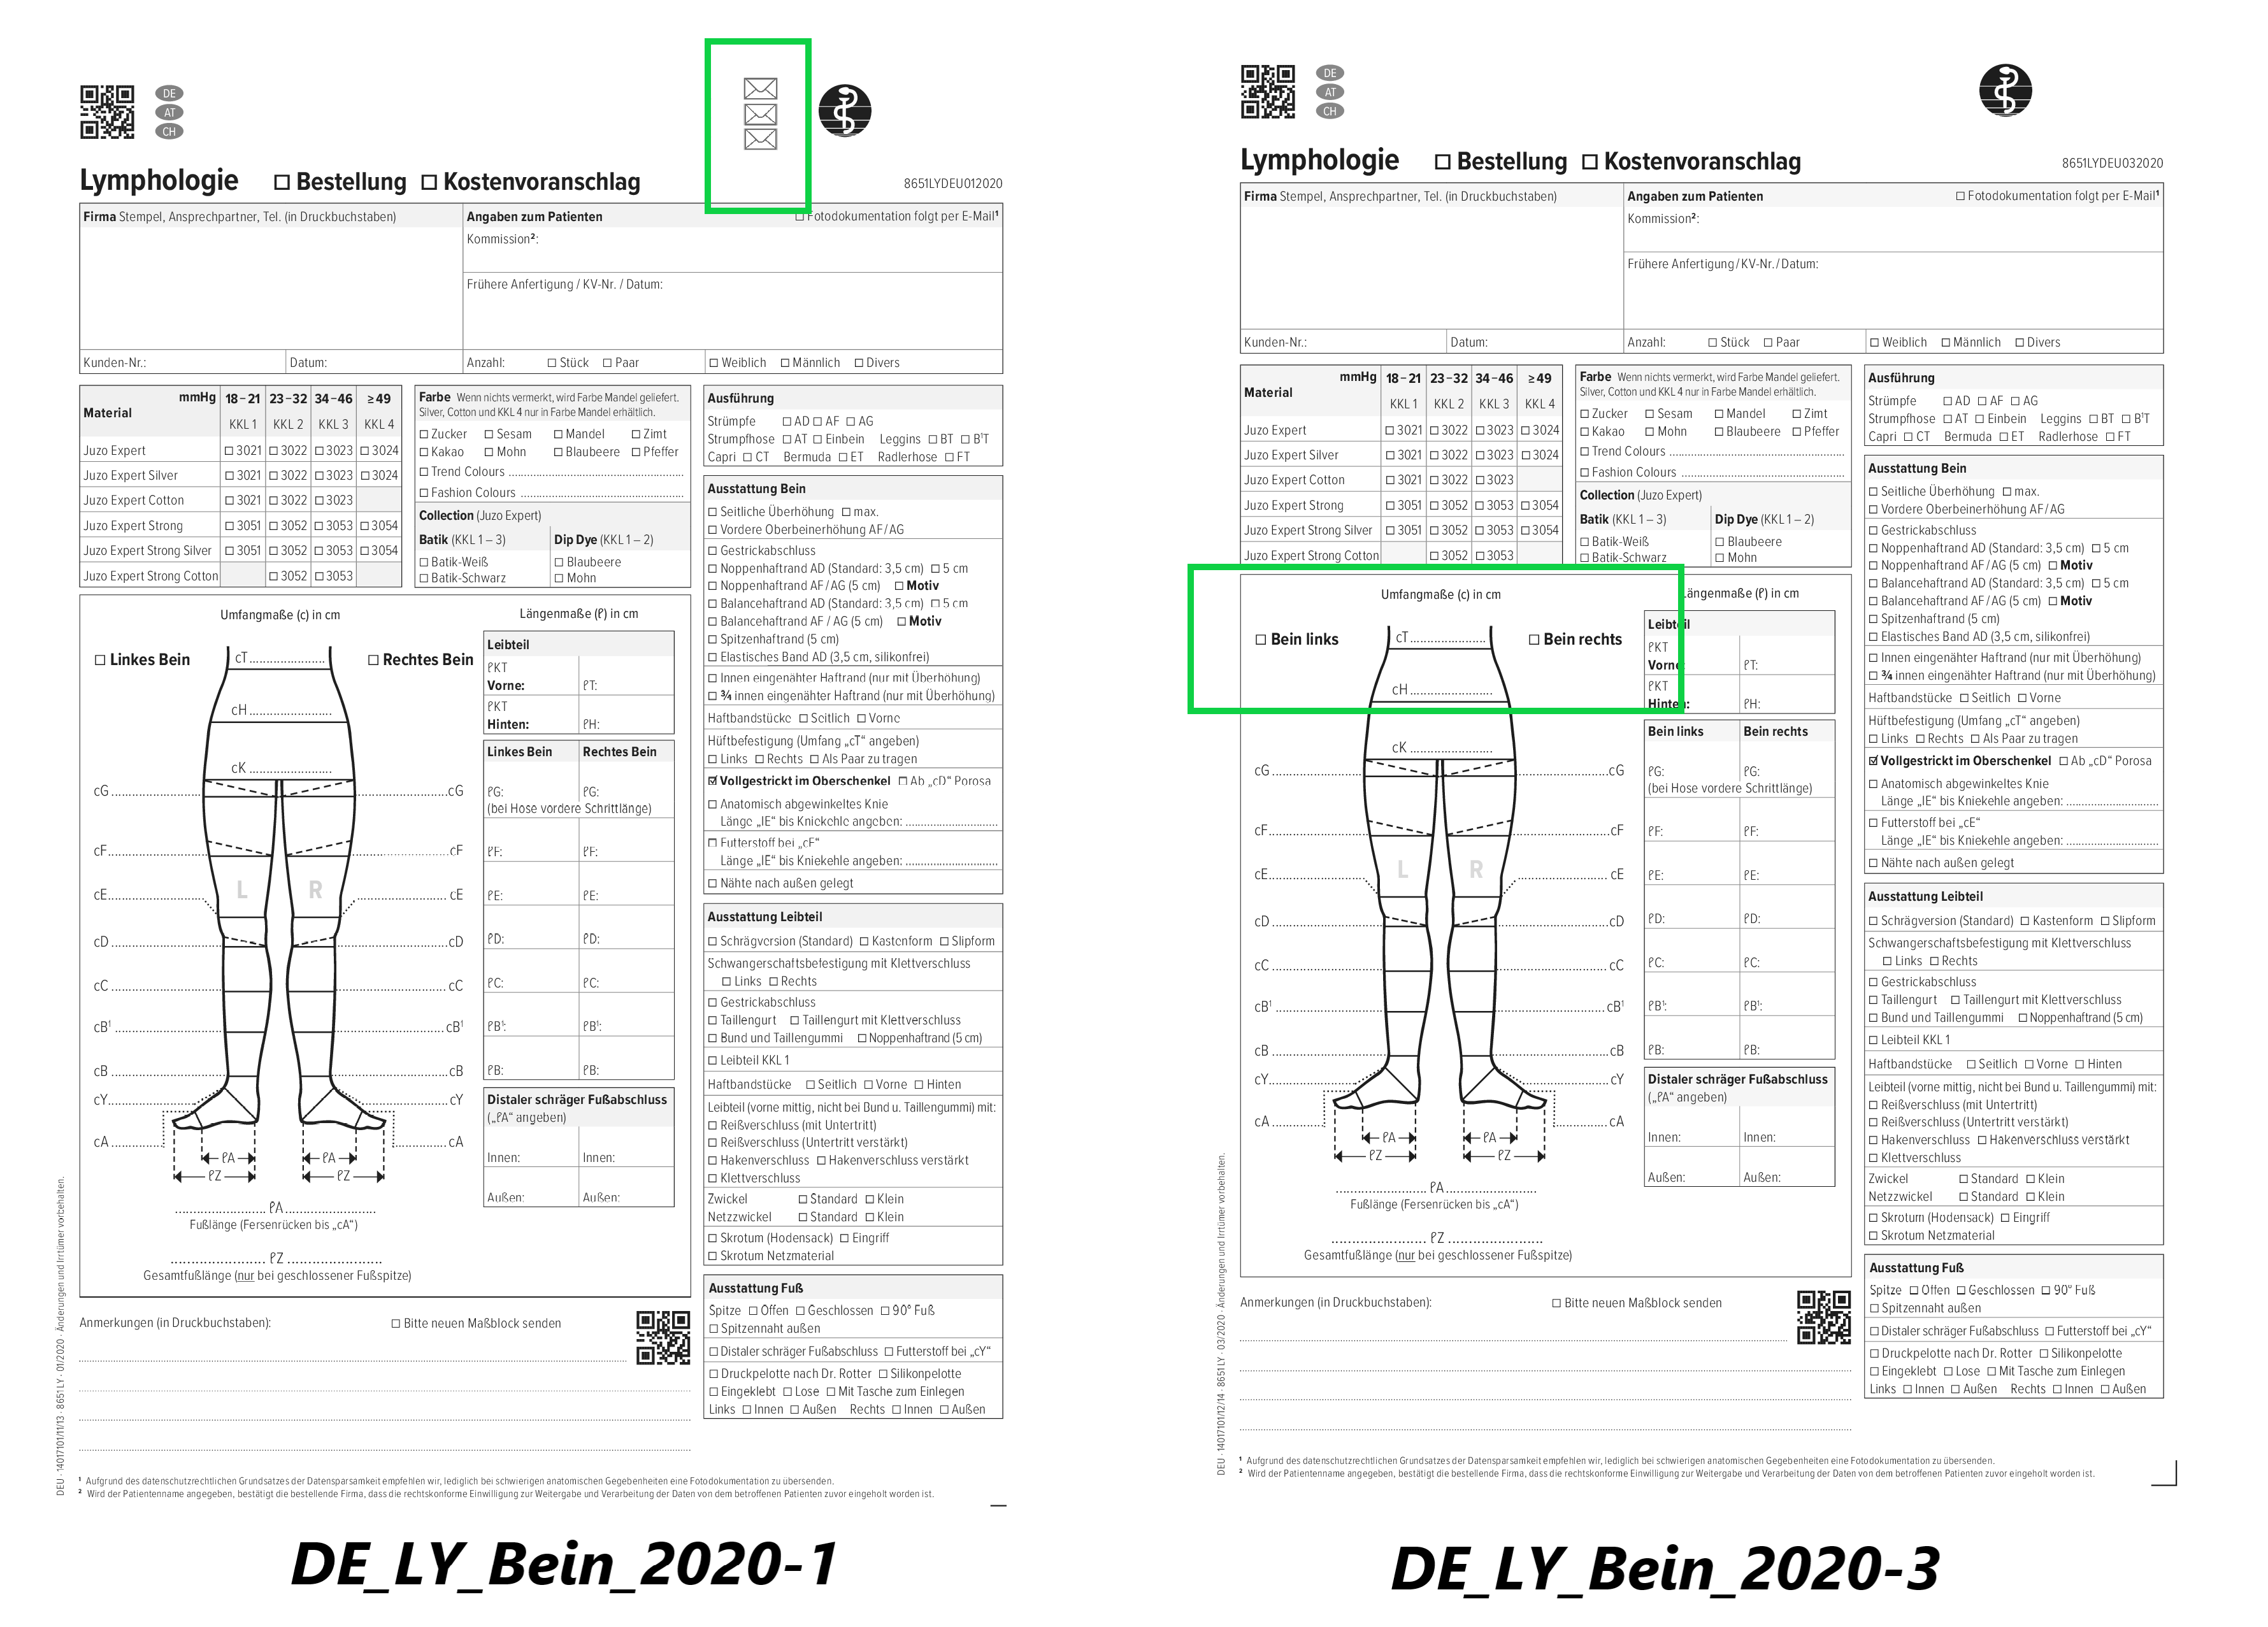 DE
AT
CH
Lymphologie ☐ Bestellung ☐ Kostenvoranschlag
8651LYDEU012020
Firma Stempel, Ansprechpartner, Tel. (in Druckbuchstaben)
Angaben zum Patienten ☐ Fotodokumentation folgt per E-Mail¹
Kommission²:
Frühere Anfertigung / KV-Nr. / Datum:
Kunden-Nr.: Datum: Anzahl: ☐ Stück ☐ Paar ☐ Weiblich ☐ Männlich ☐ Divers
Material mmHg 18–21 23–32 34–46 ≥49
KKL 1 KKL 2 KKL 3 KKL 4
Juzo Expert ☐ 3021 ☐ 3022 ☐ 3023 ☐ 3024
Juzo Expert Silver ☐ 3021 ☐ 3022 ☐ 3023 ☐ 3024
Juzo Expert Cotton ☐ 3021 ☐ 3022 ☐ 3023
Juzo Expert Strong ☐ 3051 ☐ 3052 ☐ 3053 ☐ 3054
Juzo Expert Strong Silver ☐ 3051 ☐ 3052 ☐ 3053 ☐ 3054
Juzo Expert Strong Cotton ☐ 3052 ☐ 3053
Farbe Wenn nichts vermerkt, wird Farbe Mandel geliefert.
Silver, Cotton und KKL 4 nur in Farbe Mandel erhältlich.
☐ Zucker ☐ Sesam ☐ Mandel ☐ Zimt
☐ Kakao ☐ Mohn ☐ Blaubeere ☐ Pfeffer
☐ Trend Colours
☐ Fashion Colours
Collection (Juzo Expert)
Batik (KKL 1 – 3) Dip Dye (KKL 1 – 2)
☐ Batik-Weiß ☐ Blaubeere
☐ Batik-Schwarz ☐ Mohn
Umfangmaße (c) in cm
Längenmaße (ℓ) in cm
☐ Linkes Bein ☐ Rechtes Bein
cT
cH
cK
cG cG
cF cF
cE L R cE
cD cD
cC cC
cB¹ cB¹
cB cB
cY cY
cA cA
ℓA ℓA
ℓZ ℓZ
ℓA
Fußlänge (Fersenrücken bis „cA“)
ℓZ
Gesamtfußlänge (nur bei geschlossener Fußspitze)
Leibteil
ℓKT
Vorne: ℓT:
ℓKT
Hinten: ℓH:
Linkes Bein Rechtes Bein
ℓG: ℓG:
(bei Hose vordere Schrittlänge)
ℓF: ℓF:
ℓE: ℓE:
ℓD: ℓD:
ℓC: ℓC:
ℓB¹: ℓB¹:
ℓB: ℓB:
Distaler schräger Fußabschluss
(„ℓA“ angeben)
Innen: Innen:
Außen: Außen:
Anmerkungen (in Druckbuchstaben): ☐ Bitte neuen Maßblock senden
Ausführung
Strümpfe ☐ AD ☐ AF ☐ AG
Strumpfhose ☐ AT ☐ Einbein Leggins ☐ BT ☐ B¹T
Capri ☐ CT Bermuda ☐ ET Radlerhose ☐ FT
Ausstattung Bein
☐ Seitliche Überhöhung ☐ max.
☐ Vordere Oberbeinerhöhung AF/AG
☐ Gestrickabschluss
☐ Noppenhaftrand AD (Standard: 3,5 cm) ☐ 5 cm
☐ Noppenhaftrand AF/AG (5 cm) ☐ Motiv
☐ Balancehaftrand AD (Standard: 3,5 cm) ☐ 5 cm
☐ Balancehaftrand AF / AG (5 cm) ☐ Motiv
☐ Spitzenhaftrand (5 cm)
☐ Elastisches Band AD (3,5 cm, silikonfrei)
☐ Innen eingenähter Haftrand (nur mit Überhöhung)
☐ ¾ innen eingenähter Haftrand (nur mit Überhöhung)
Haftbandstücke ☐ Seitlich ☐ Vorne
Hüftbefestigung (Umfang „cT“ angeben)
☐ Links ☐ Rechts ☐ Als Paar zu tragen
☑ Vollgestrickt im Oberschenkel ☐ Ab „cD“ Porosa
☐ Anatomisch abgewinkeltes Knie
Länge „IE“ bis Kniekehle angeben:
☐ Futterstoff bei „cE“
Länge „IE“ bis Kniekehle angeben:
☐ Nähte nach außen gelegt
Ausstattung Leibteil
☐ Schrägversion (Standard) ☐ Kastenform ☐ Slipform
Schwangerschaftsbefestigung mit Klettverschluss
☐ Links ☐ Rechts
☐ Gestrickabschluss
☐ Taillengurt ☐ Taillengurt mit Klettverschluss
☐ Bund und Taillengummi ☐ Noppenhaftrand (5 cm)
☐ Leibteil KKL 1
Haftbandstücke ☐ Seitlich ☐ Vorne ☐ Hinten
Leibteil (vorne mittig, nicht bei Bund u. Taillengummi) mit:
☐ Reißverschluss (mit Untertritt)
☐ Reißverschluss (Untertritt verstärkt)
☐ Hakenverschluss ☐ Hakenverschluss verstärkt
☐ Klettverschluss
Zwickel ☐ Standard ☐ Klein
Netzzwickel ☐ Standard ☐ Klein
☐ Skrotum (Hodensack) ☐ Eingriff
☐ Skrotum Netzmaterial
Ausstattung Fuß
Spitze ☐ Offen ☐ Geschlossen ☐ 90° Fuß
☐ Spitzennaht außen
☐ Distaler schräger Fußabschluss ☐ Futterstoff bei „cY“
☐ Druckpelotte nach Dr. Rotter ☐ Silikonpelotte
☐ Eingeklebt ☐ Lose ☐ Mit Tasche zum Einlegen
Links ☐ Innen ☐ Außen Rechts ☐ Innen ☐ Außen
DEU · 14017101/11/13 · 8651 LY · 01/2020 · Änderungen und Irrtümer vorbehalten.
¹ Aufgrund des datenschutzrechtlichen Grundsatzes der Datensparsamkeit empfehlen wir, lediglich bei schwierigen anatomischen Gegebenheiten eine Fotodokumentation zu übersenden.
² Wird der Patientenname angegeben, bestätigt die bestellende Firma, dass die rechtskonforme Einwilligung zur Weitergabe und Verarbeitung der Daten von dem betroffenen Patienten zuvor eingeholt worden ist.
DE_LY_Bein_2020-1
DE
AT
CH
Lymphologie ☐ Bestellung ☐ Kostenvoranschlag
8651LYDEU032020
Firma Stempel, Ansprechpartner, Tel. (in Druckbuchstaben)
Angaben zum Patienten ☐ Fotodokumentation folgt per E-Mail¹
Kommission²:
Frühere Anfertigung/KV-Nr./Datum:
Kunden-Nr.: Datum: Anzahl: ☐ Stück ☐ Paar ☐ Weiblich ☐ Männlich ☐ Divers
Material mmHg 18–21 23–32 34–46 ≥49
KKL 1 KKL 2 KKL 3 KKL 4
Juzo Expert ☐ 3021 ☐ 3022 ☐ 3023 ☐ 3024
Juzo Expert Silver ☐ 3021 ☐ 3022 ☐ 3023 ☐ 3024
Juzo Expert Cotton ☐ 3021 ☐ 3022 ☐ 3023
Juzo Expert Strong ☐ 3051 ☐ 3052 ☐ 3053 ☐ 3054
Juzo Expert Strong Silver ☐ 3051 ☐ 3052 ☐ 3053 ☐ 3054
Juzo Expert Strong Cotton ☐ 3052 ☐ 3053
Farbe Wenn nichts vermerkt, wird Farbe Mandel geliefert.
Silver, Cotton und KKL 4 nur in Farbe Mandel erhältlich.
☐ Zucker ☐ Sesam ☐ Mandel ☐ Zimt
☐ Kakao ☐ Mohn ☐ Blaubeere ☐ Pfeffer
☐ Trend Colours
☐ Fashion Colours
Collection (Juzo Expert)
Batik (KKL 1 – 3) Dip Dye (KKL 1 – 2)
☐ Batik-Weiß ☐ Blaubeere
☐ Batik-Schwarz ☐ Mohn
Umfangmaße (c) in cm
Längenmaße (ℓ) in cm
☐ Bein links ☐ Bein rechts
cT
cH
cK
cG cG
cF cF
cE L R cE
cD cD
cC cC
cB¹ cB¹
cB cB
cY cY
cA cA
ℓA ℓA
ℓZ ℓZ
ℓA
Fußlänge (Fersenrücken bis „cA“)
ℓZ
Gesamtfußlänge (nur bei geschlossener Fußspitze)
Leibteil
ℓKT
Vorne: ℓT:
ℓKT
Hinten: ℓH:
Bein links Bein rechts
ℓG: ℓG:
(bei Hose vordere Schrittlänge)
ℓF: ℓF:
ℓE: ℓE:
ℓD: ℓD:
ℓC: ℓC:
ℓB¹: ℓB¹:
ℓB: ℓB:
Distaler schräger Fußabschluss
(„ℓA“ angeben)
Innen: Innen:
Außen: Außen:
Anmerkungen (in Druckbuchstaben): ☐ Bitte neuen Maßblock senden
Ausführung
Strümpfe ☐ AD ☐ AF ☐ AG
Strumpfhose ☐ AT ☐ Einbein Leggins ☐ BT ☐ B¹T
Capri ☐ CT Bermuda ☐ ET Radlerhose ☐ FT
Ausstattung Bein
☐ Seitliche Überhöhung ☐ max.
☐ Vordere Oberbeinerhöhung AF/AG
☐ Gestrickabschluss
☐ Noppenhaftrand AD (Standard: 3,5 cm) ☐ 5 cm
☐ Noppenhaftrand AF/AG (5 cm) ☐ Motiv
☐ Balancehaftrand AD (Standard: 3,5 cm) ☐ 5 cm
☐ Balancehaftrand AF/AG (5 cm) ☐ Motiv
☐ Spitzenhaftrand (5 cm)
☐ Elastisches Band AD (3,5 cm, silikonfrei)
☐ Innen eingenähter Haftrand (nur mit Überhöhung)
☐ ¾ innen eingenähter Haftrand (nur mit Überhöhung)
Haftbandstücke ☐ Seitlich ☐ Vorne
Hüftbefestigung (Umfang „cT“ angeben)
☐ Links ☐ Rechts ☐ Als Paar zu tragen
☑ Vollgestrickt im Oberschenkel ☐ Ab „cD“ Porosa
☐ Anatomisch abgewinkeltes Knie
Länge „IE“ bis Kniekehle angeben:
☐ Futterstoff bei „cE“
Länge „IE“ bis Kniekehle angeben:
☐ Nähte nach außen gelegt
Ausstattung Leibteil
☐ Schrägversion (Standard) ☐ Kastenform ☐ Slipform
Schwangerschaftsbefestigung mit Klettverschluss
☐ Links ☐ Rechts
☐ Gestrickabschluss
☐ Taillengurt ☐ Taillengurt mit Klettverschluss
☐ Bund und Taillengummi ☐ Noppenhaftrand (5 cm)
☐ Leibteil KKL 1
Haftbandstücke ☐ Seitlich ☐ Vorne ☐ Hinten
Leibteil (vorne mittig, nicht bei Bund u. Taillengummi) mit:
☐ Reißverschluss (mit Untertritt)
☐ Reißverschluss (Untertritt verstärkt)
☐ Hakenverschluss ☐ Hakenverschluss verstärkt
☐ Klettverschluss
Zwickel ☐ Standard ☐ Klein
Netzzwickel ☐ Standard ☐ Klein
☐ Skrotum (Hodensack) ☐ Eingriff
☐ Skrotum Netzmaterial
Ausstattung Fuß
Spitze ☐ Offen ☐ Geschlossen ☐ 90° Fuß
☐ Spitzennaht außen
☐ Distaler schräger Fußabschluss ☐ Futterstoff bei „cY“
☐ Druckpelotte nach Dr. Rotter ☐ Silikonpelotte
☐ Eingeklebt ☐ Lose ☐ Mit Tasche zum Einlegen
Links ☐ Innen ☐ Außen Rechts ☐ Innen ☐ Außen
DEU · 14017101/12/14 · 8651 LY · 03/2020 · Änderungen und Irrtümer vorbehalten.
¹ Aufgrund des datenschutzrechtlichen Grundsatzes der Datensparsamkeit empfehlen wir, lediglich bei schwierigen anatomischen Gegebenheiten eine Fotodokumentation zu übersenden.
² Wird der Patientenname angegeben, bestätigt die bestellende Firma, dass die rechtskonforme Einwilligung zur Weitergabe und Verarbeitung der Daten von dem betroffenen Patienten zuvor eingeholt worden ist.
DE_LY_Bein_2020-3